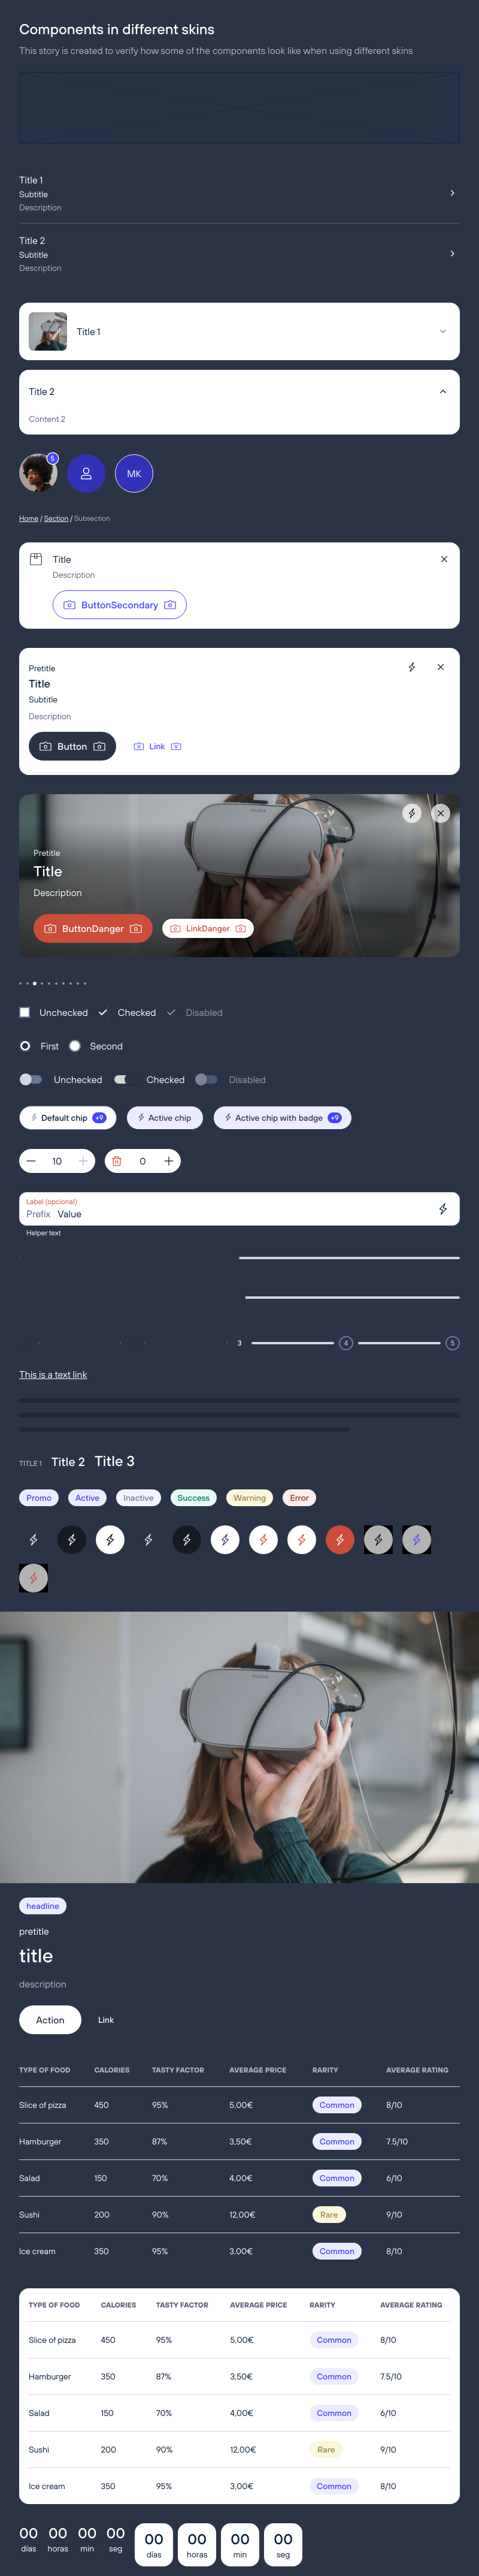 Components in different skins
This story is created to verify how some of the components look like when using different skins
Title 1
Subtitle
Description
Title 2
Subtitle
Description
Title 1
Title 2
Content 2
5
MK
Home / Section / Subsection
Title
Description
ButtonSecondary
Pretitle
Title
Subtitle
Description
Button Link
Pretitle
Title
Description
ButtonDanger LinkDanger
Unchecked Checked Disabled
First Second
Unchecked Checked Disabled
Default chip +9 Active chip Active chip with badge +9
10 0
Label (optional)
Prefix Value
Helper text
3 4 5
This is a text link
TITLE 1 Title 2 Title 3
Promo Active Inactive Success Warning Error
oculus
headline
pretitle
title
description
Action Link
TYPE OF FOOD CALORIES TASTY FACTOR AVERAGE PRICE RARITY AVERAGE RATING
Slice of pizza 450 95% 5,00€ Common 8/10
Hamburger 350 87% 3,50€ Common 7.5/10
Salad 150 70% 4,00€ Common 6/10
Sushi 200 90% 12,00€ Rare 9/10
Ice cream 350 95% 3,00€ Common 8/10
TYPE OF FOOD CALORIES TASTY FACTOR AVERAGE PRICE RARITY AVERAGE RATING
Slice of pizza 450 95% 5,00€ Common 8/10
Hamburger 350 87% 3,50€ Common 7.5/10
Salad 150 70% 4,00€ Common 6/10
Sushi 200 90% 12,00€ Rare 9/10
Ice cream 350 95% 3,00€ Common 8/10
00 00 00 00 00 00 00 00
días horas min seg días horas min seg